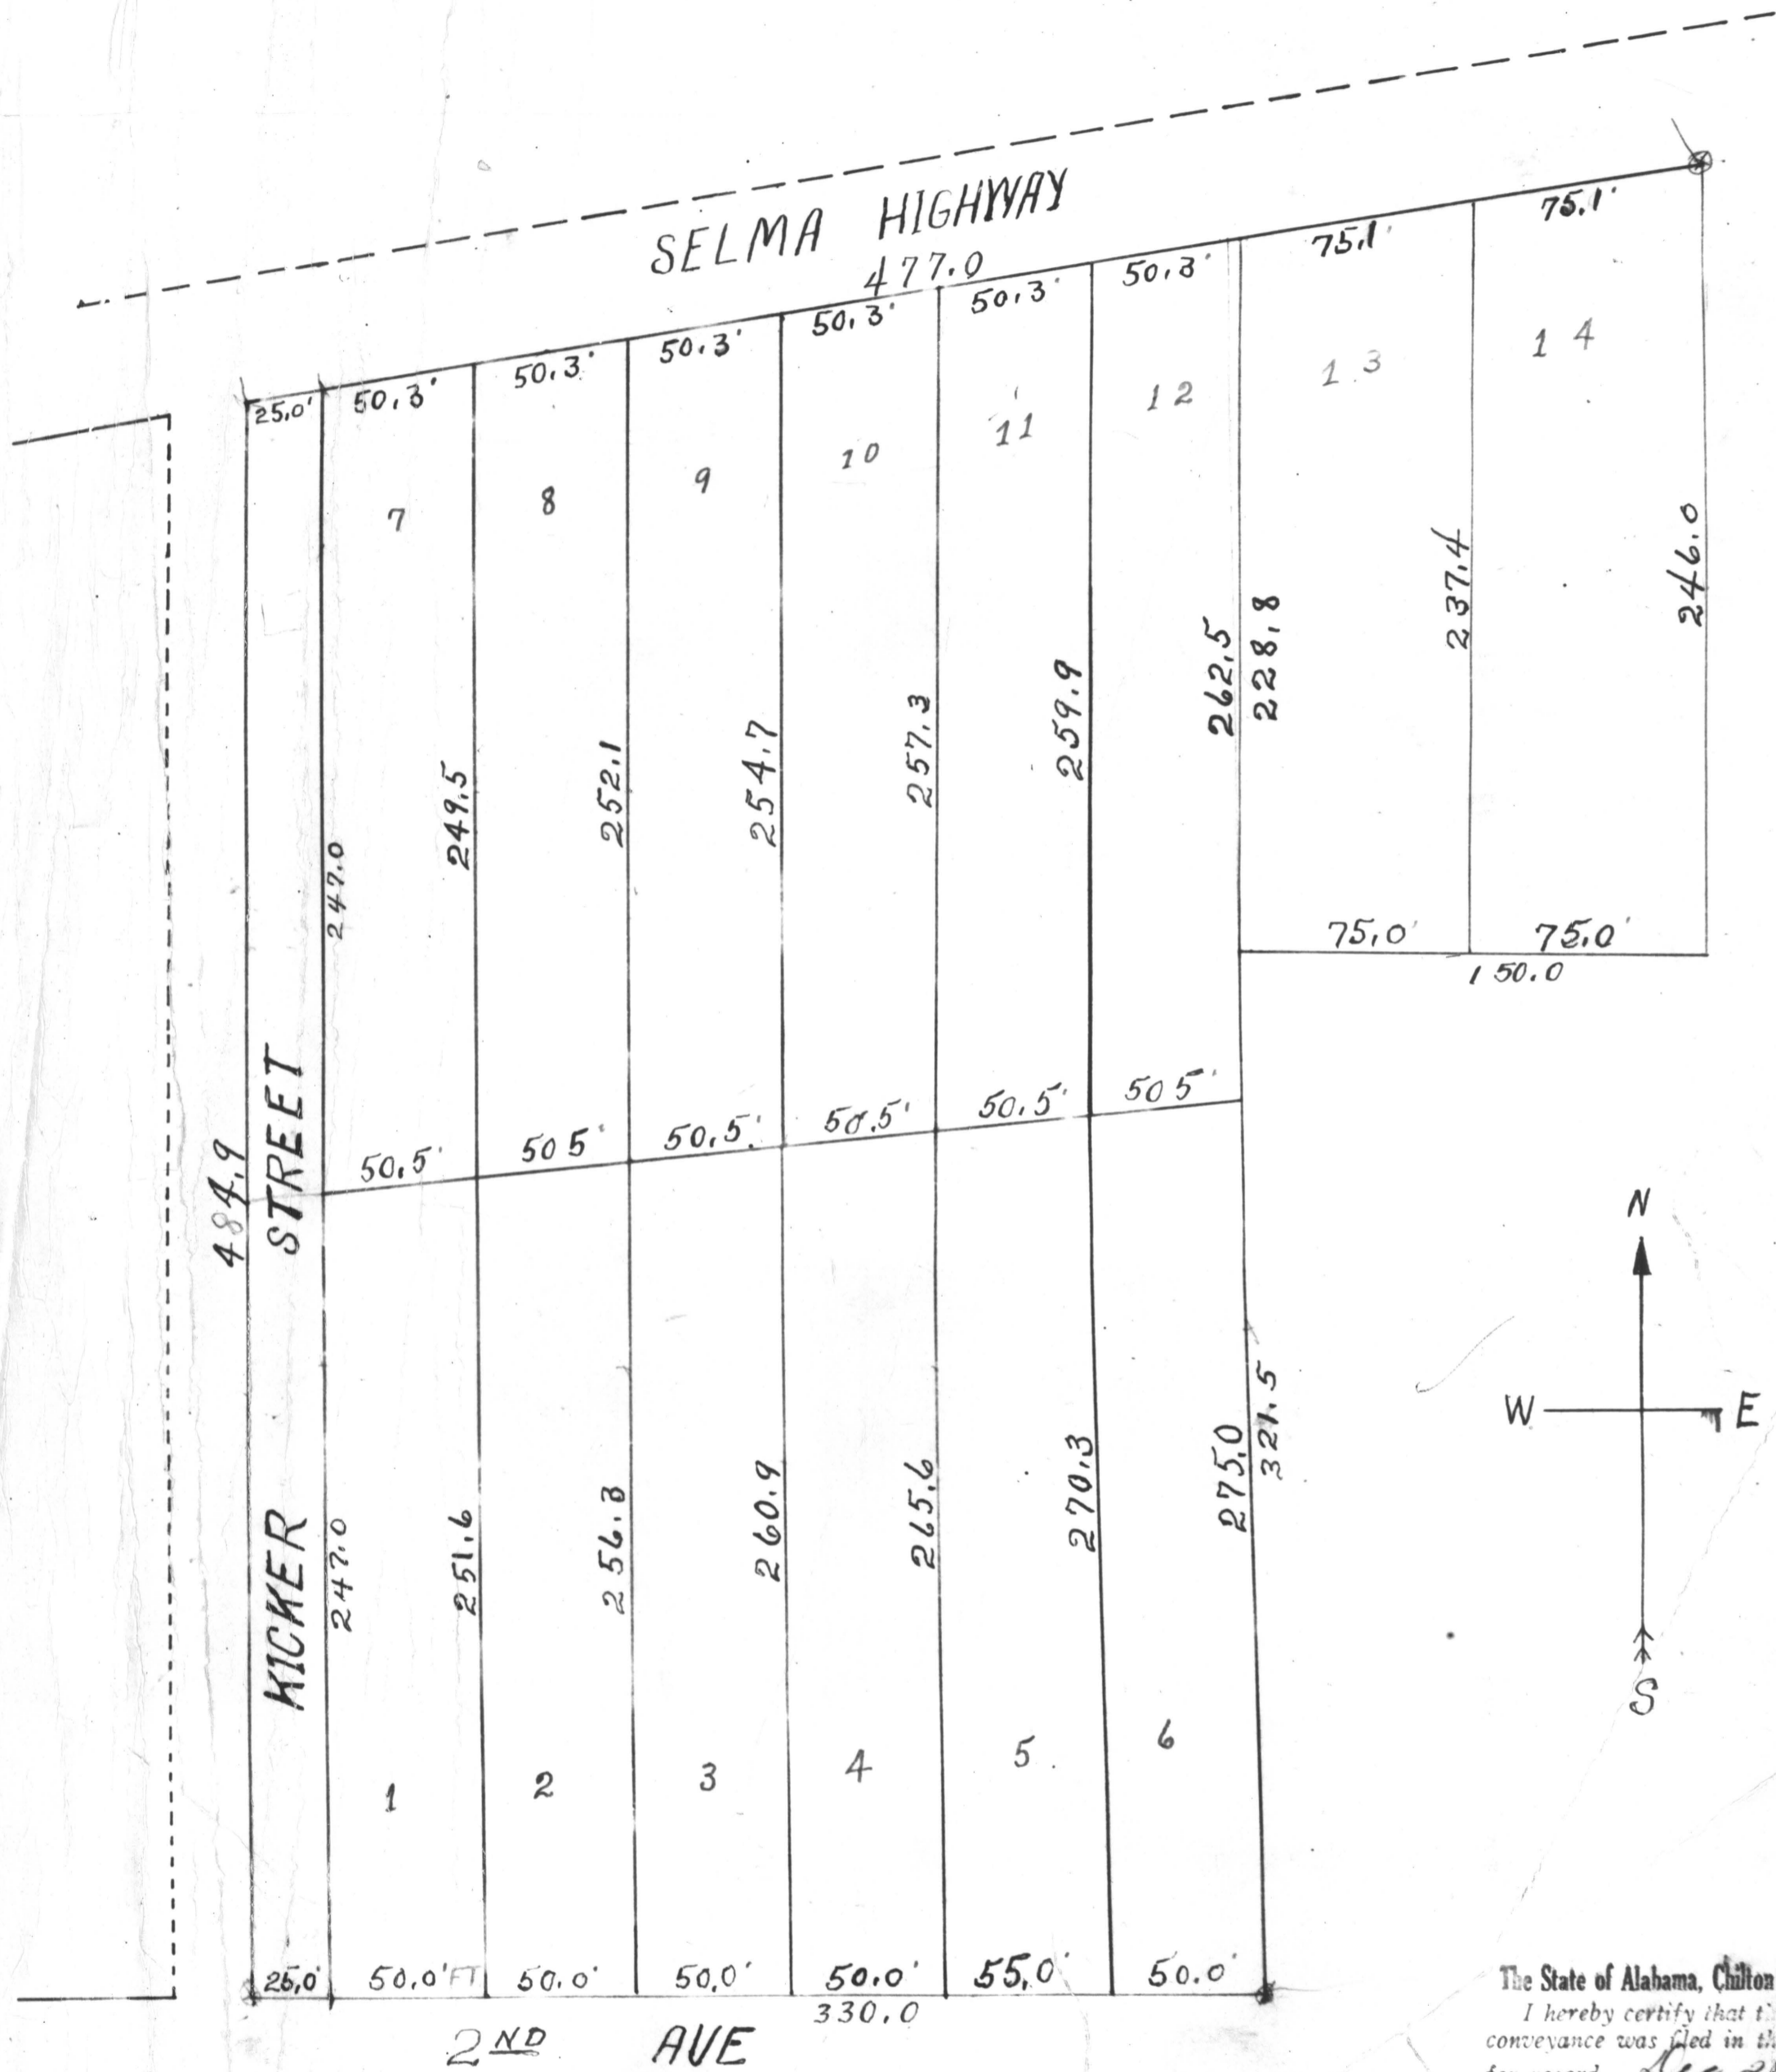 SELMA HIGHWAY
477.0
25.0' 50.3' 50.3' 50.3' 50.3' 50.3' 50.3' 75.1' 75.1'
7 8 9 10 11 12 13 14
247.0 249.5 252.1 254.7 257.3 259.9 262.5 228.8 237.4 246.0
75.0' 75.0'
150.0
50.5' 50 5' 50.5' 50.5' 50.5' 50 5'
484.9
KICKER STREET
N
W E
S
247.0 251.6 256.3 260.9 265.6 270.3 275.0 321.5
1 2 3 4 5 6
25.0' 50.0' FT 50.0' 50.0' 50.0' 55.0' 50.0'
330.0
2ND AVE
The State of Alabama, Chilton
I hereby certify that
conveyance was filed in